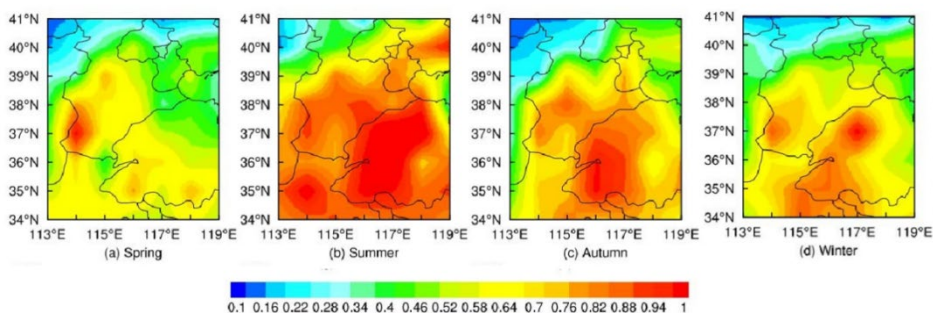 41°N 41°N 41°N 41°N
40°N 40°N 40°N 40°N
39°N 39°N 39°N 39°N
38°N 38°N 38°N 38°N
37°N 37°N 37°N 37°N
36°N 36°N 36°N 36°N
35°N 35°N 35°N 35°N
34°N 34°N 34°N 34°N
113°E 115°E 117°E 119°E 113°E 115°E 117°E 119°E 113°E 115°E 117°E 119°E 113°E 115°E 117°E 119°E
(a) Spring (b) Summer (c) Autumn (d) Winter
0.1 0.16 0.22 0.28 0.34 0.4 0.46 0.52 0.58 0.64 0.7 0.76 0.82 0.88 0.94 1